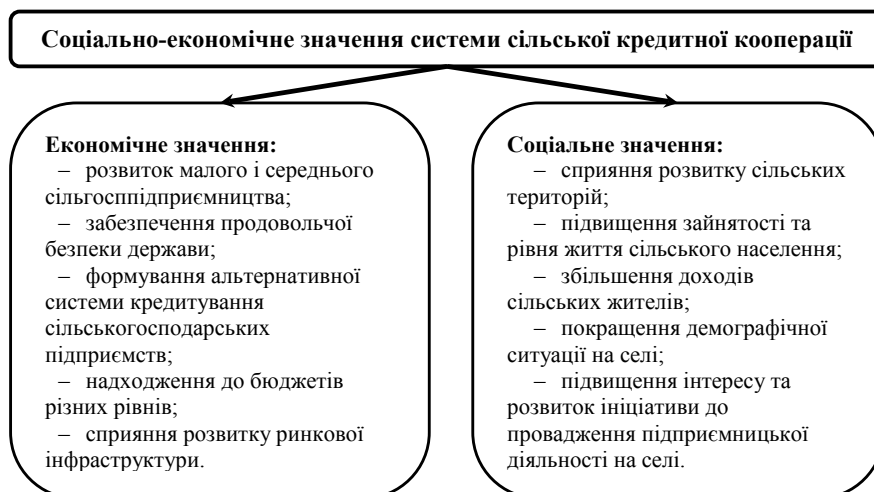 Соціально-економічне значення системи сільської кредитної кооперації
Економічне значення:
– розвиток малого і середнього
сільгосппідприємництва;
– забезпечення продовольчої
безпеки держави;
– формування альтернативної
системи кредитування
сільськогосподарських
підприємств;
– надходження до бюджетів
різних рівнів;
– сприяння розвитку ринкової
інфраструктури.
Соціальне значення:
– сприяння розвитку сільських
територій;
– підвищення зайнятості та
рівня життя сільського населення;
– збільшення доходів
сільських жителів;
– покращення демографічної
ситуації на селі;
– підвищення інтересу та
розвиток ініціативи до
провадження підприємницької
діяльності на селі.